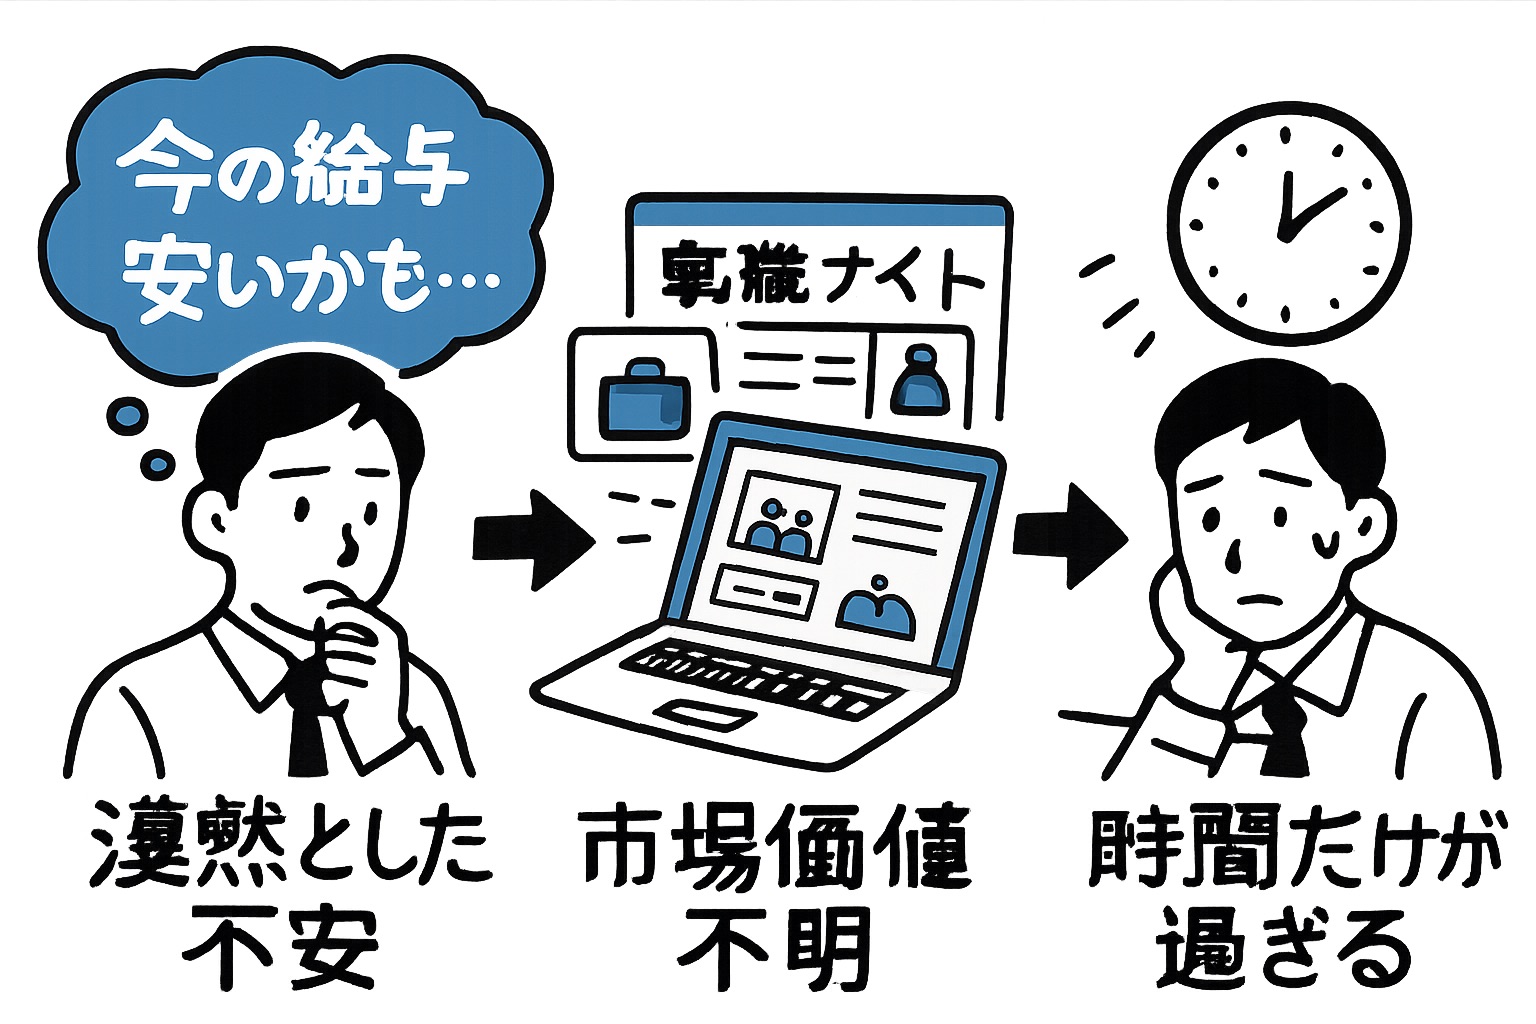 今の給与
安いかも…
転職ナイト
漠然とした
不安
市場価値
不明
時間だけが
過ぎる